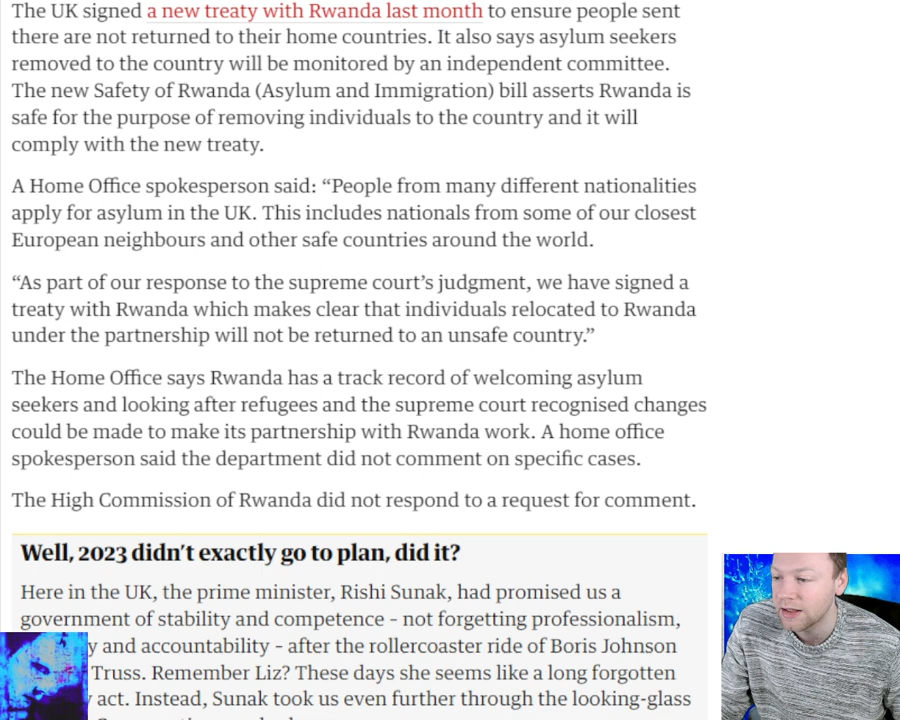 The UK signed a new treaty with Rwanda last month to ensure people sent
there are not returned to their home countries. It also says asylum seekers
removed to the country will be monitored by an independent committee.
The new Safety of Rwanda (Asylum and Immigration) bill asserts Rwanda is
safe for the purpose of removing individuals to the country and it will
comply with the new treaty.
A Home Office spokesperson said: “People from many different nationalities
apply for asylum in the UK. This includes nationals from some of our closest
European neighbours and other safe countries around the world.
“As part of our response to the supreme court’s judgment, we have signed a
treaty with Rwanda which makes clear that individuals relocated to Rwanda
under the partnership will not be returned to an unsafe country.”
The Home Office says Rwanda has a track record of welcoming asylum
seekers and looking after refugees and the supreme court recognised changes
could be made to make its partnership with Rwanda work. A home office
spokesperson said the department did not comment on specific cases.
The High Commission of Rwanda did not respond to a request for comment.
Well, 2023 didn’t exactly go to plan, did it?
Here in the UK, the prime minister, Rishi Sunak, had promised us a
government of stability and competence – not forgetting professionalism,
and accountability – after the rollercoaster ride of Boris Johnson
Truss. Remember Liz? These days she seems like a long forgotten
act. Instead, Sunak took us even further through the looking-glass